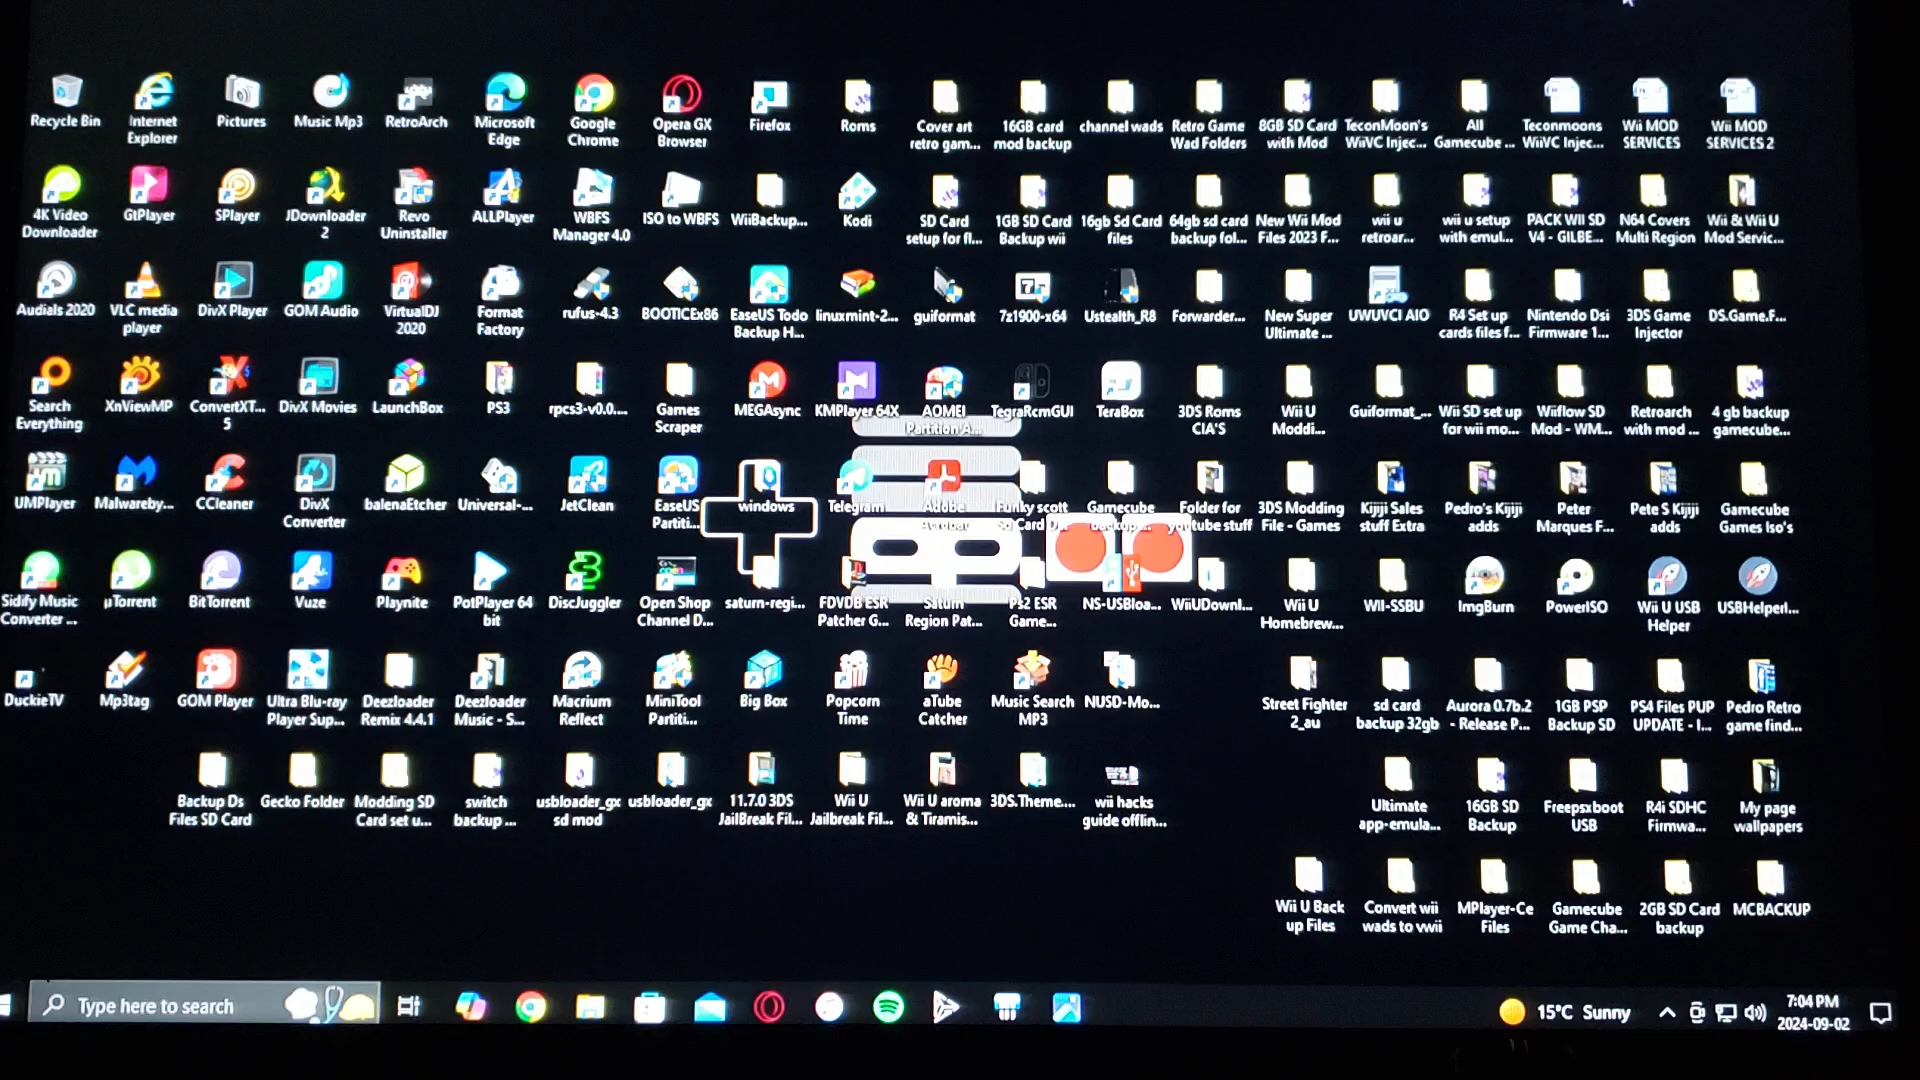 Recycle Bin
Internet
Explorer
Pictures
Music Mp3
RetroArch
Microsoft
Edge
Google
Chrome
Opera GX
Browser
Firefox
Roms
Cover art
retro gam...
16GB card
mod backup
channel wads
Retro Game
Wad Folders
8GB SD Card
with Mod
TeconMoon's
WiiVC Injec...
All
Gamecube ...
Teconmoons
WiiVC Injec...
Wii MOD
SERVICES
Wii MOD
SERVICES 2
4K Video
Downloader
GtPlayer
SPlayer
JDownloader
2
Revo
Uninstaller
ALLPlayer
WBFS
Manager 4.0
ISO to WBFS
WiiBackup...
Kodi
SD Card
setup for fl...
1GB SD Card
Backup wii
16gb Sd Card
files
64gb sd card
backup fol...
New Wii Mod
Files 2023 F...
wii u
retroar...
wii u setup
with emul...
PACK WII SD
V4 - GILBE...
N64 Covers
Multi Region
Wii & Wii U
Mod Servic...
Audials 2020
VLC media
player
DivX Player
GOM Audio
VirtualDJ
2020
Format
Factory
rufus-4.3
BOOTICEx86
EaseUS Todo
Backup H...
linuxmint-2...
guiformat
7z1900-x64
Ustealth_R8
Forwarder...
New Super
Ultimate ...
UWUVCI AIO
R4 Set up
cards files f...
Nintendo Dsi
Firmware 1...
3DS Game
Injector
DS.Game.F...
Search
Everything
XnViewMP
ConvertXT...
5
DivX Movies
LaunchBox
PS3
rpcs3-v0.0....
Games
Scraper
MEGAsync
KMPlayer 64X
AOMEI
Partition A...
TegraRcmGUI
TeraBox
3DS Roms
CIA'S
Wii U
Moddi...
Guiformat_...
Wii SD set up
for wii mo...
Wiiflow SD
Mod - WM...
Retroarch
with mod ...
4 gb backup
gamecube...
UMPlayer
Malwareby...
CCleaner
DivX
Converter
balenaEtcher
Universal-...
JetClean
EaseUS
Partiti...
windows
Telegram
Adobe
Acrobat
Funky scott
Sd Card D...
Gamecube
backup...
Folder for
youtube stuff
3DS Modding
File - Games
Kijiji Sales
stuff Extra
Pedro's Kijiji
adds
Peter
Marques F...
Pete S Kijiji
adds
Gamecube
Games Iso's
Sidify Music
Converter ...
µTorrent
BitTorrent
Vuze
Playnite
PotPlayer 64
bit
DiscJuggler
Open Shop
Channel D...
saturn-regi...
FDVDB ESR
Patcher G...
Saturn
Region Pat...
Ps2 ESR
Game...
NS-USBloa...
WiiUDownl...
Wii U
Homebrew...
WII-SSBU
ImgBurn
PowerISO
Wii U USB
Helper
USBHelperI...
DuckieTV
Mp3tag
GOM Player
Ultra Blu-ray
Player Sup...
Deezloader
Remix 4.4.1
Deezloader
Music - S...
Macrium
Reflect
MiniTool
Partiti...
Big Box
Popcorn
Time
aTube
Catcher
Music Search
MP3
NUSD-Mo...
Street Fighter
2_au
sd card
backup 32gb
Aurora 0.7b.2
- Release P...
1GB PSP
Backup SD
PS4 Files PUP
UPDATE - I...
Pedro Retro
game find...
Backup Ds
Files SD Card
Gecko Folder
Modding SD
Card set u...
switch
backup ...
usbloader_gx
sd mod
usbloader_gx
11.7.0 3DS
JailBreak Fil...
Wii U
Jailbreak Fil...
Wii U aroma
& Tiramis...
3DS.Theme....
wii hacks
guide offlin...
Ultimate
app-emula...
16GB SD
Backup
Freepsxboot
USB
R4i SDHC
Firmwa...
My page
wallpapers
Wii U Back
up Files
Convert wii
wads to vwii
MPlayer-Ce
Files
Gamecube
Game Cha...
2GB SD Card
backup
MCBACKUP
Type here to search
15°C Sunny
7:04 PM
2024-09-02